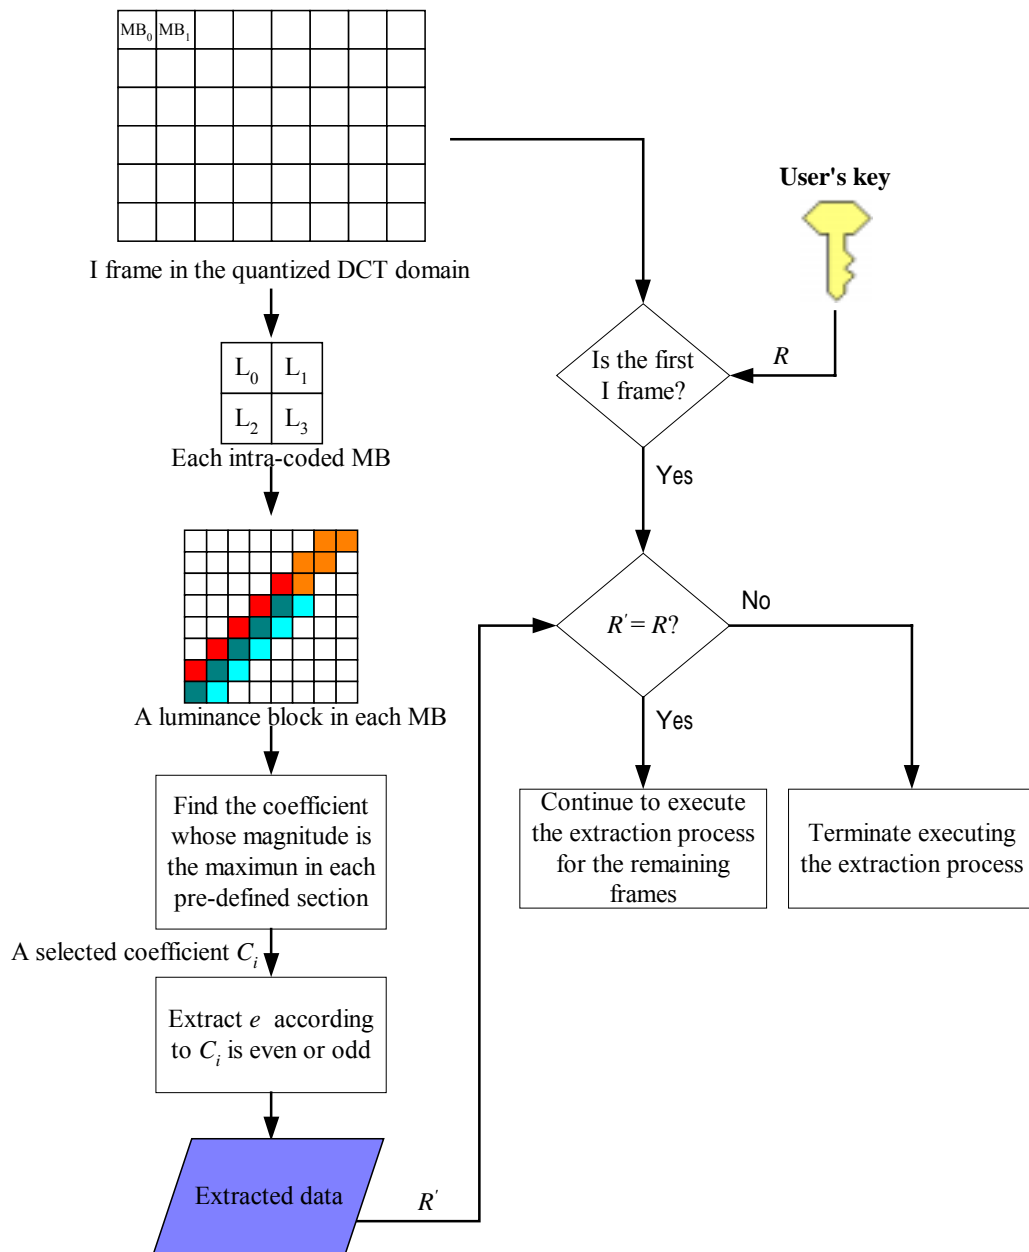 MB0 MB1
User's key
I frame in the quantized DCT domain
L0 L1
L2 L3
Each intra-coded MB
Is the first
I frame?
R
Yes
A luminance block in each MB
R′ = R?
No
Yes
Find the coefficient
whose magnitude is
the maximun in each
pre-defined section
Continue to execute
the extraction process
for the remaining
frames
Terminate executing
the extraction process
A selected coefficient Ci
Extract e according
to Ci is even or odd
Extracted data
R′